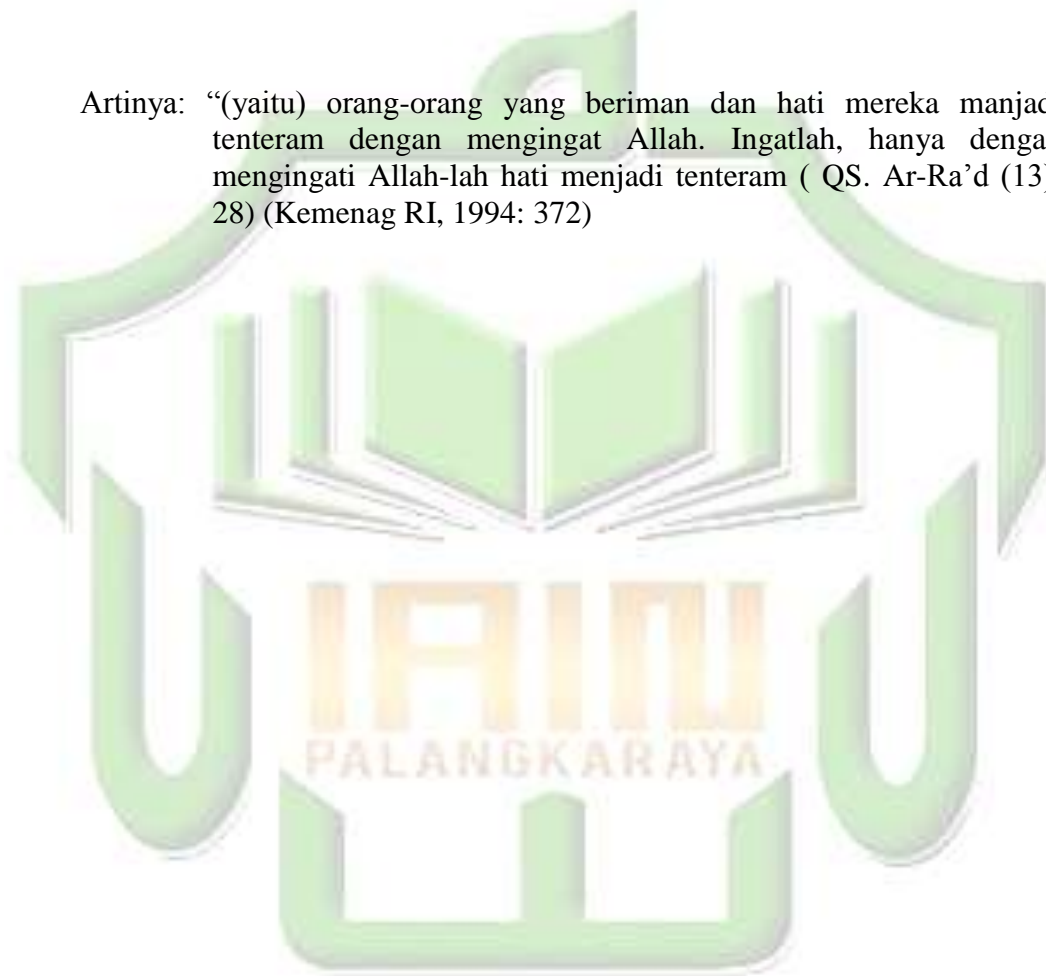 Artinya: “(yaitu) orang-orang yang beriman dan hati mereka manjad
tenteram dengan mengingat Allah. Ingatlah, hanya denga
mengingati Allah-lah hati menjadi tenteram ( QS. Ar-Ra’d (13)
28) (Kemenag RI, 1994: 372)
IAIN
PALANGKARAYA